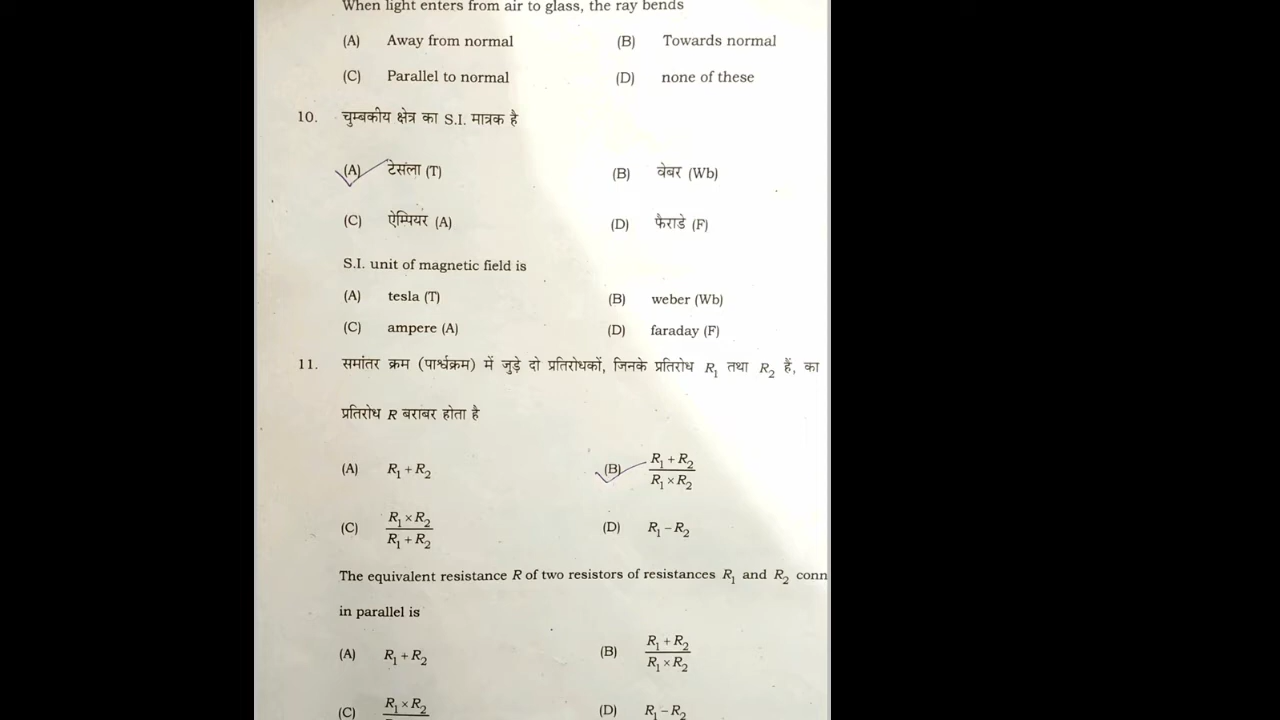 When light enters from air to glass, the ray bends
(A) Away from normal (B) Towards normal
(C) Parallel to normal (D) none of these
10. चुम्बकीय क्षेत्र का S.I. मात्रक है
(A) टेसला (T) (B) वेबर (Wb)
(C) ऐम्पियर (A) (D) फैराडे (F)
S.I. unit of magnetic field is
(A) tesla (T) (B) weber (Wb)
(C) ampere (A) (D) faraday (F)
11. समांतर क्रम (पार्श्वक्रम) में जुड़े दो प्रतिरोधकों, जिनके प्रतिरोध R₁ तथा R₂ हैं, का
प्रतिरोध R बराबर होता है
(A) R₁ + R₂ (B) (R₁ + R₂) / (R₁ × R₂)
(C) (R₁ × R₂) / (R₁ + R₂) (D) R₁ − R₂
The equivalent resistance R of two resistors of resistances R₁ and R₂ conn
in parallel is
(A) R₁ + R₂ (B) (R₁ + R₂) / (R₁ × R₂)
(C) R₁ × R₂ (D) R₁ − R₂